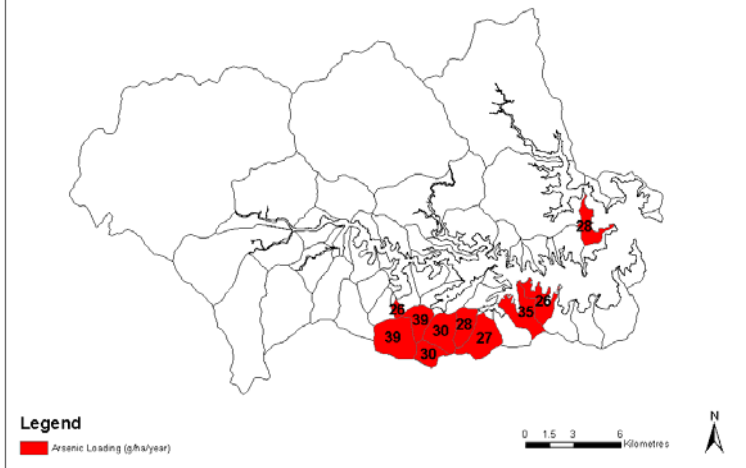 28
26
26
39
28
35
30
39
27
30
Legend
Arsenic Loading (g/ha/year)
N
0 1.5 3 6
Kilometres